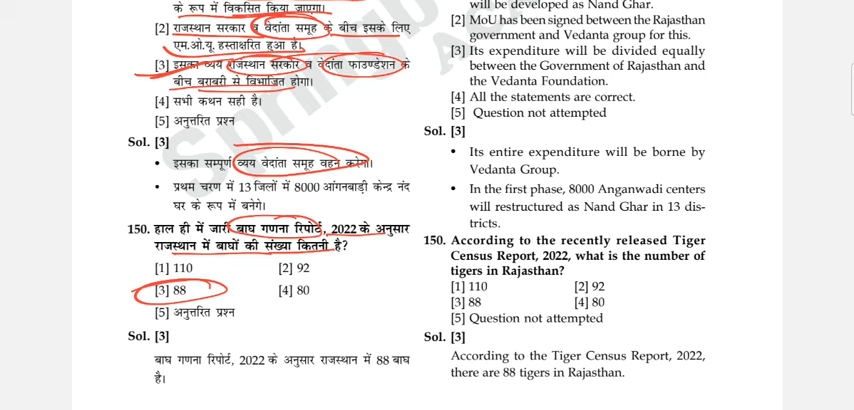 के रूप में विकसित किया जाएगा।
[2] राजस्थान सरकार व वेदांता समूह के बीच इसके लिए
एम.ओ.यू. हस्ताक्षरित हुआ है।
[3] इसका व्यय राजस्थान सरकार व वेदांता फाउण्डेशन के
बीच बराबरी से विभाजित होगा।
[4] सभी कथन सही है।
[5] अनुत्तरित प्रश्न
Sol. [3]
• इसका सम्पूर्ण व्यय वेदांता समूह वहन करेगा।
• प्रथम चरण में 13 जिलों में 8000 आंगनबाड़ी केन्द्र नंद
घर के रूप में बनेगे।
150. हाल ही में जारी बाघ गणना रिपोर्ट, 2022 के अनुसार
राजस्थान में बाघों की संख्या कितनी है?
[1] 110 [2] 92
[3] 88 [4] 80
[5] अनुत्तरित प्रश्न
Sol. [3]
बाघ गणना रिपोर्ट, 2022 के अनुसार राजस्थान में 88 बाघ
है।
will be developed as Nand Ghar.
[2] MoU has been signed between the Rajasthan
government and Vedanta group for this.
[3] Its expenditure will be divided equally
between the Government of Rajasthan and
the Vedanta Foundation.
[4] All the statements are correct.
[5] Question not attempted
Sol. [3]
• Its entire expenditure will be borne by
Vedanta Group.
• In the first phase, 8000 Anganwadi centers
will restructured as Nand Ghar in 13 dis-
tricts.
150. According to the recently released Tiger
Census Report, 2022, what is the number of
tigers in Rajasthan?
[1] 110 [2] 92
[3] 88 [4] 80
[5] Question not attempted
Sol. [3]
According to the Tiger Census Report, 2022,
there are 88 tigers in Rajasthan.